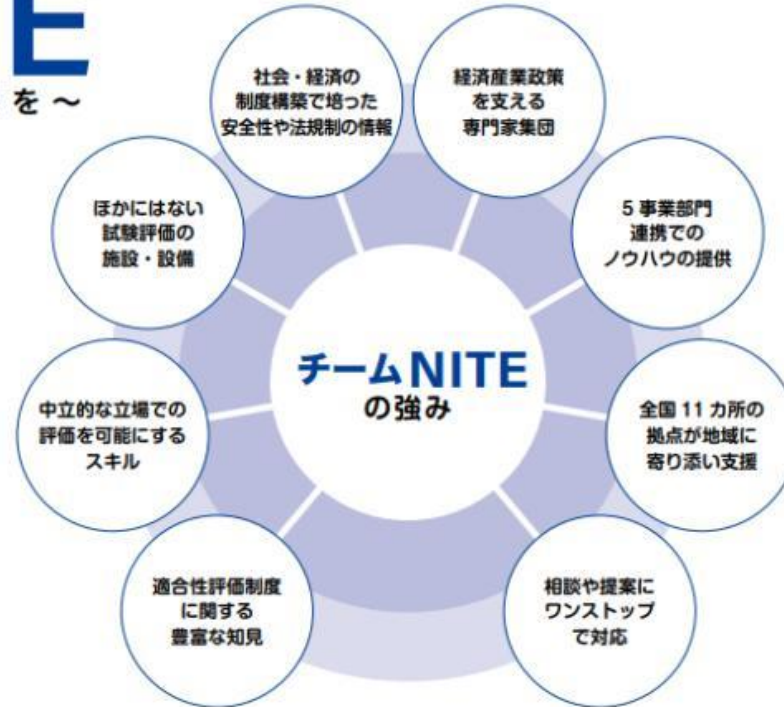 E
を ～
社会・経済の
制度構築で培った
安全性や法規制の情報
経済産業政策
を支える
専門家集団
ほかにはない
試験評価の
施設・設備
5 事業部門
連携での
ノウハウの提供
チーム NITE
の強み
中立的な立場での
評価を可能にする
スキル
全国 11 カ所の
拠点が地域に
寄り添い支援
適合性評価制度
に関する
豊富な知見
相談や提案に
ワンストップ
で対応